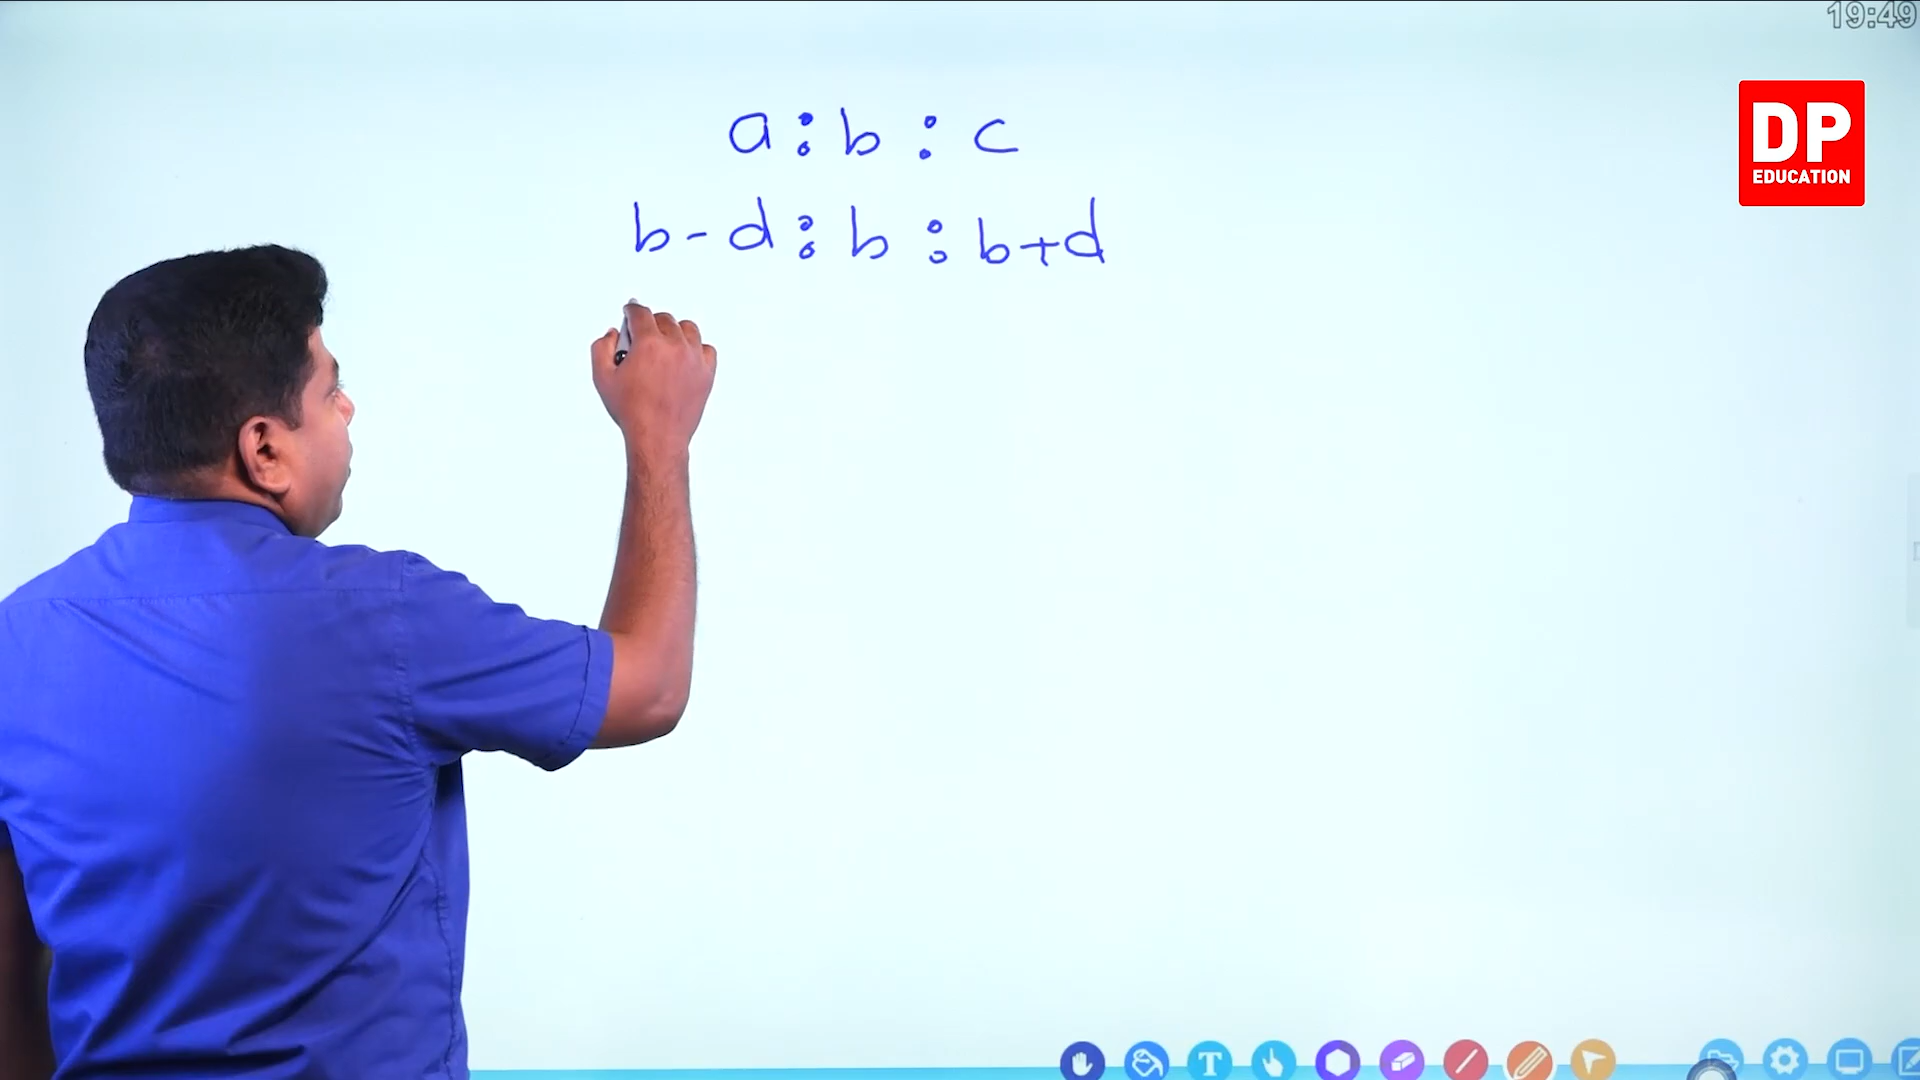 19:49
DP
EDUCATION
a : b : c
b - d : b : b + d
T